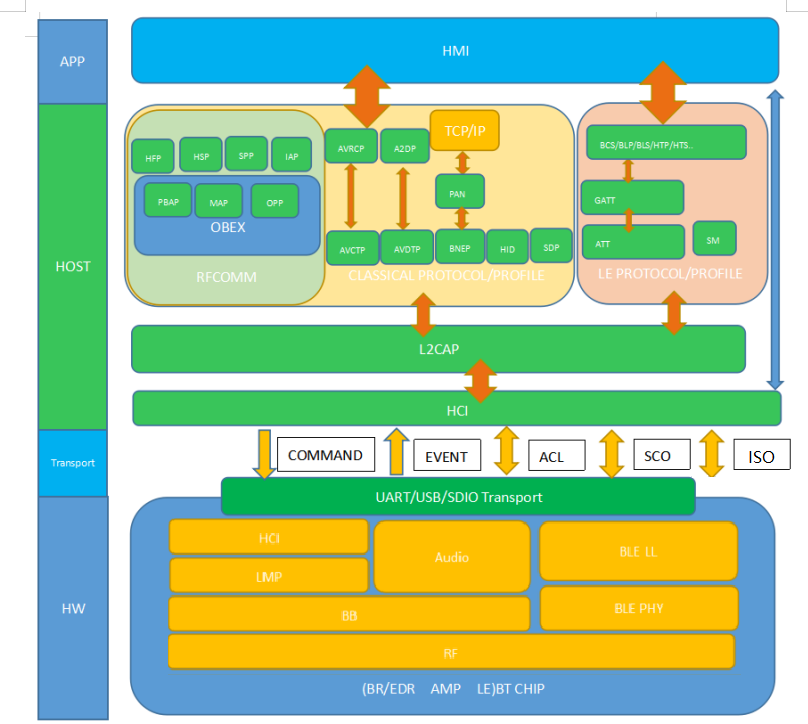 APP
HMI
HOST
HFP
HSP
SPP
IAP
AVRCP
A2DP
TCP/IP
BCS/BLP/BLS/HTP/HTS..
PBAP
MAP
OPP
OBEX
PAN
GATT
AVCTP
AVDTP
BNEP
HID
SDP
ATT
SM
RFCOMM
CLASSICAL PROTOCOL/PROFILE
LE PROTOCOL/PROFILE
L2CAP
HCI
Transport
COMMAND
EVENT
ACL
SCO
ISO
UART/USB/SDIO Transport
HW
HCI
Audio
BLE LL
LMP
BB
BLE PHY
RF
(BR/EDR AMP LE)BT CHIP